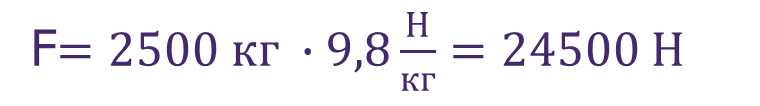 F= 2500 кг · 9,8 Н/кг = 24500 Н